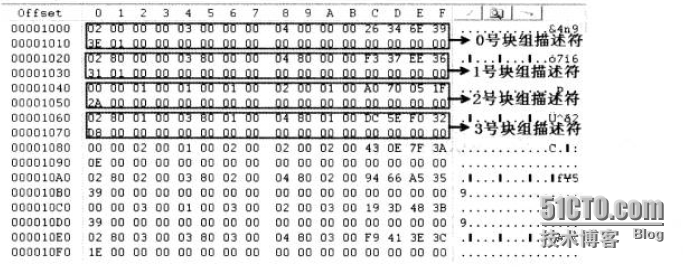 Offset 0 1 2 3 4 5 6 7 8 9 A B C D E F
00001000 02 00 00 00 03 00 00 00 04 00 00 00 26 34 6E 39 ............&4n9
00001010 3E 01 00 00 00 00 00 00 00 00 00 00 00 00 00 00 0号块组描述符
00001020 02 80 00 00 03 80 00 00 04 80 00 00 F3 37 EE 36
00001030 31 01 00 00 00 00 00 00 00 00 00 00 00 00 00 00 1号块组描述符
00001040 00 00 01 00 01 00 01 00 02 00 01 00 A0 70 05 1F
00001050 2A 00 00 00 00 00 00 00 00 00 00 00 00 00 00 00 2号块组描述符
00001060 02 80 01 00 03 80 01 00 04 80 01 00 DC 5E F0 32
00001070 D8 00 00 00 00 00 00 00 00 00 00 00 00 00 00 00 3号块组描述符
00001080 00 00 02 00 01 00 02 00 02 00 02 00 43 0E 7F 3A
00001090 0E 00 00 00 00 00 00 00 00 00 00 00 00 00 00 00
000010A0 02 80 02 00 03 80 02 00 04 80 02 00 94 66 A5 35
000010B0 39 00 00 00 00 00 00 00 00 00 00 00 00 00 00 00 9...............
000010C0 00 00 03 00 01 00 03 00 02 00 03 00 19 3D 48 3B
000010D0 39 00 00 00 00 00 00 00 00 00 00 00 00 00 00 00
000010E0 02 80 03 00 03 80 03 00 04 80 03 00 F9 41 3E 3C
000010F0 1E 00 00 00 00 00 00 00 00 00 00 00 00 00 00 00
51CTO.com
技术博客 Blog